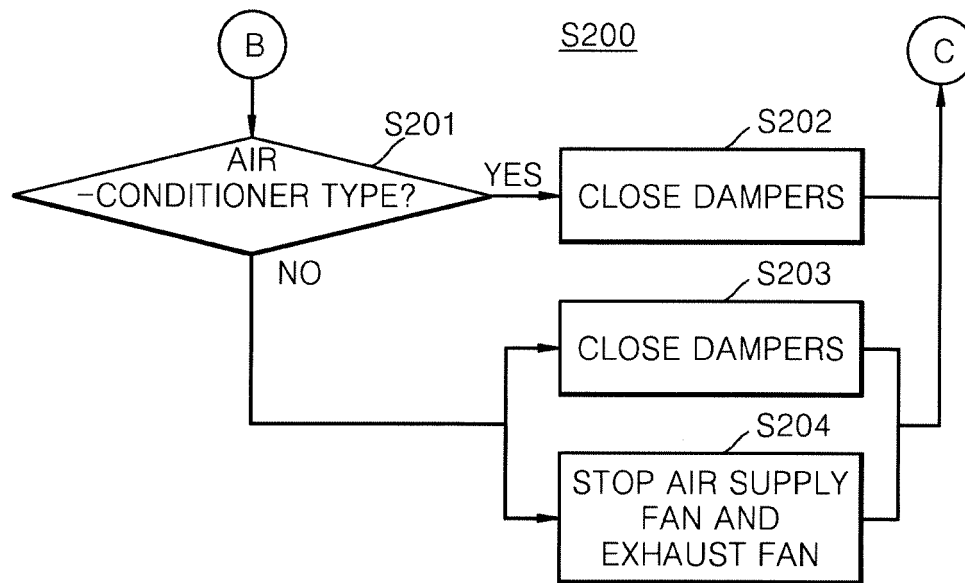 B
S200
C
S201
AIR
-CONDITIONER TYPE?
YES
S202
CLOSE DAMPERS
NO
S203
CLOSE DAMPERS
S204
STOP AIR SUPPLY
FAN AND
EXHAUST FAN